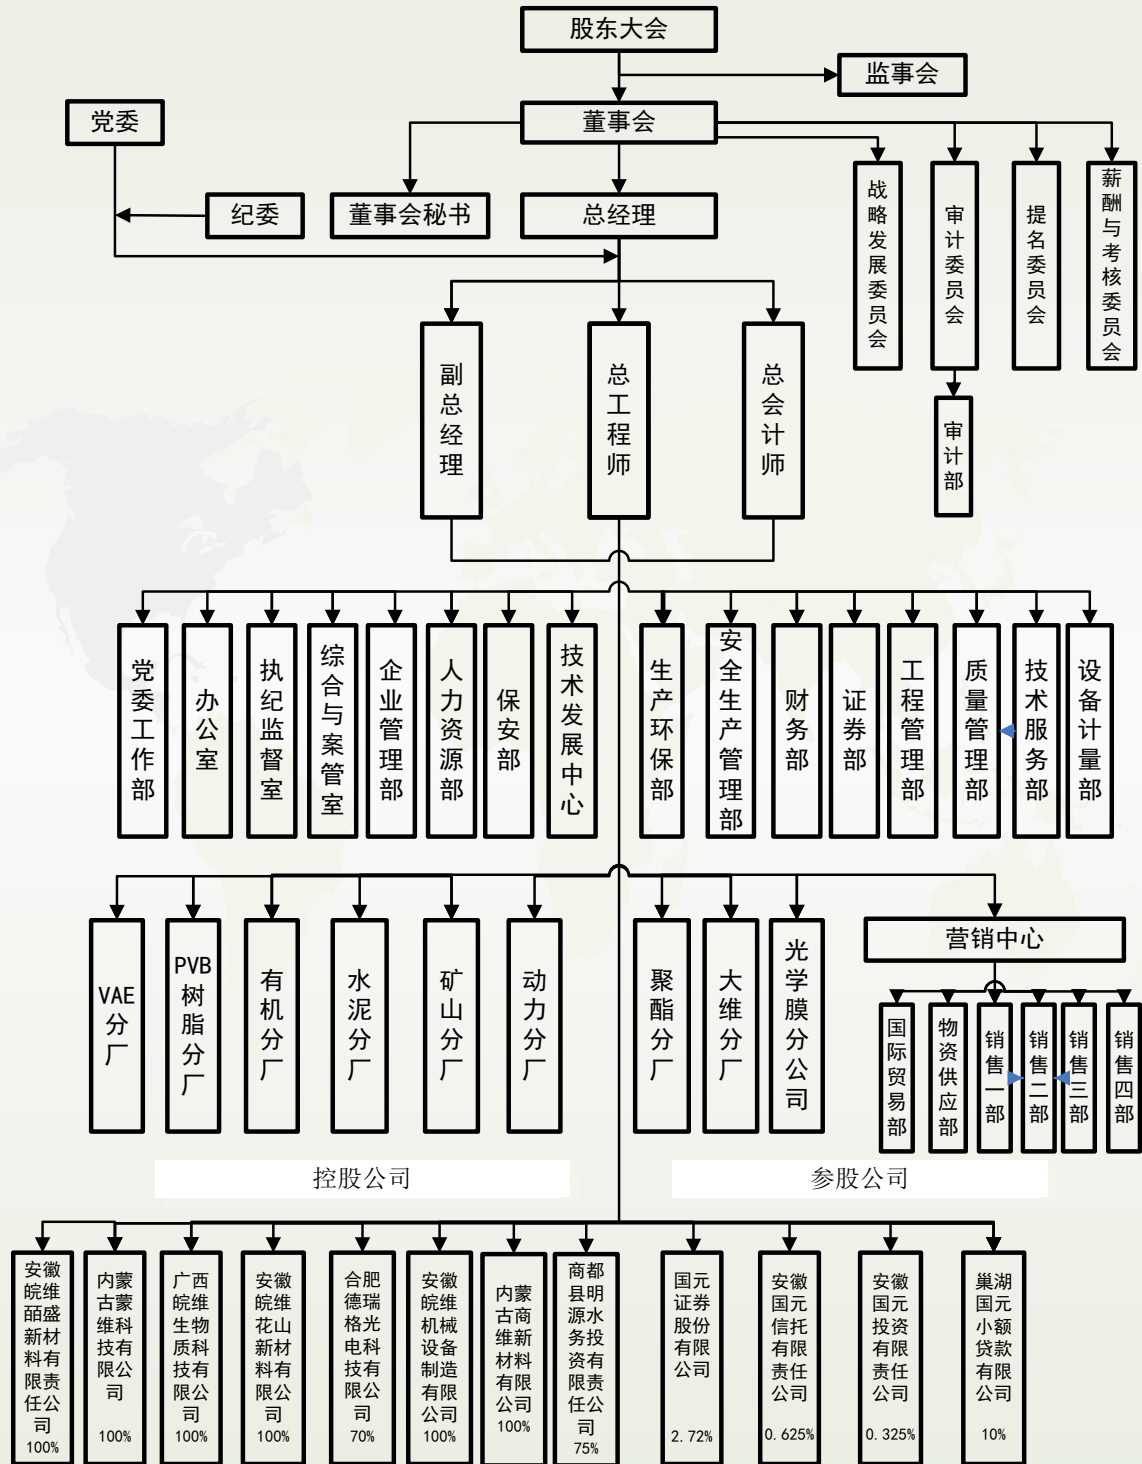 股东大会
监事会
党委
董事会
纪委
董事会秘书
总经理
战略发展委员会
审计委员会
提名委员会
薪酬与考核委员会
副总经理
总工程师
总会计师
审计部
党委工作部
办公室
执纪监督室
综合与案管室
企业管理部
人力资源部
保安部
技术发展中心
生产环保部
安全生产管理部
财务部
证券部
工程管理部
质量管理部
技术服务部
设备计量部
VAE分厂
PVB树脂分厂
有机分厂
水泥分厂
矿山分厂
动力分厂
聚酯分厂
大维分厂
光学膜分公司
营销中心
国际贸易部
物资供应部
销售一部
销售二部
销售三部
销售四部
控股公司
参股公司
安徽皖维皕盛新材料有限责任公司
100%
内蒙古蒙维科技有限公司
100%
广西皖维生物质科技有限公司
100%
安徽皖维花山新材料有限公司
100%
合肥德瑞格光电科技有限公司
70%
安徽皖维机械设备制造有限公司
100%
内蒙古商维新材料有限公司
100%
商都县明源水务投资有限责任公司
75%
国元证券股份有限公司
2.72%
安徽国元信托有限责任公司
0.625%
安徽国元投资有限责任公司
0.325%
巢湖国元小额贷款有限公司
10%